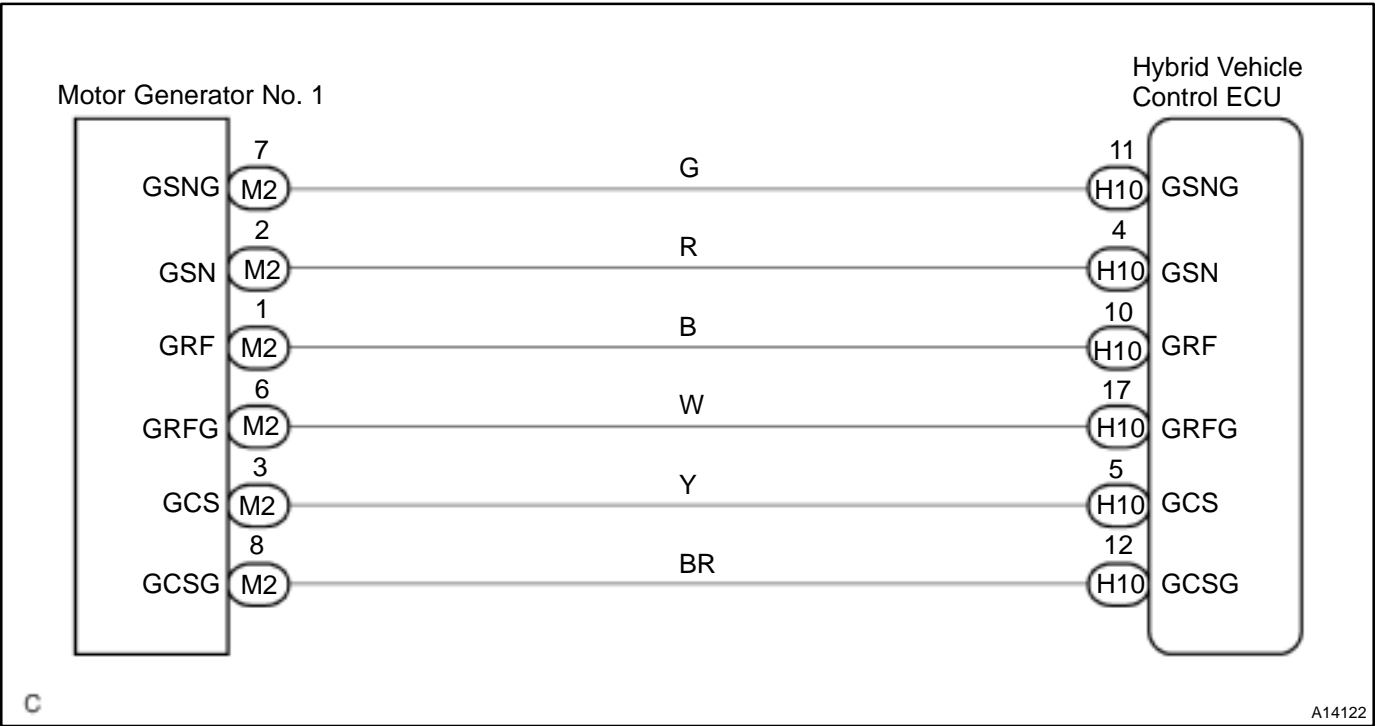 Hybrid Vehicle
Control ECU
Motor Generator No. 1
7 G 11
GSNG M2 H10 GSNG
2 R 4
GSN M2 H10 GSN
1 B 10
GRF M2 H10 GRF
6 W 17
GRFG M2 H10 GRFG
3 Y 5
GCS M2 H10 GCS
8 BR 12
GCSG M2 H10 GCSG
C
A14122